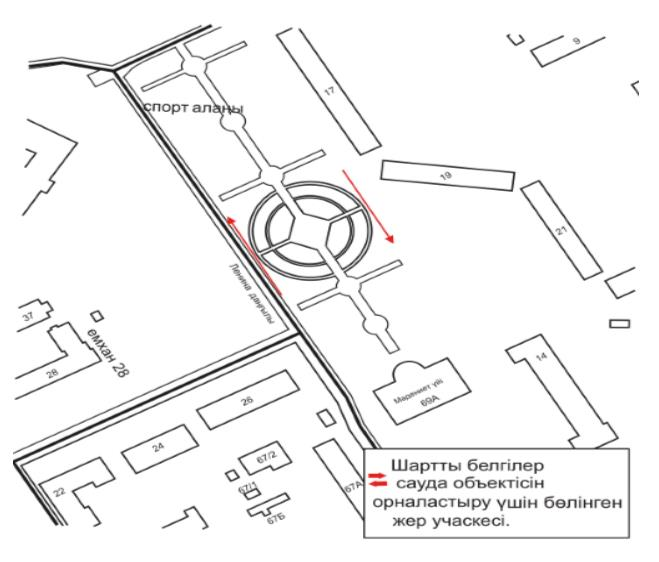 9
17
спорт алаңы
19
21
Ленина даңғылы
37
емхан 28
28
14
Мәдениет үйі
69А
26
24
67/2
22
67/1
67А
67Б
Шартты белгілер
сауда объектісін
орналастыру үшін бөлінген
жер учаскесі.